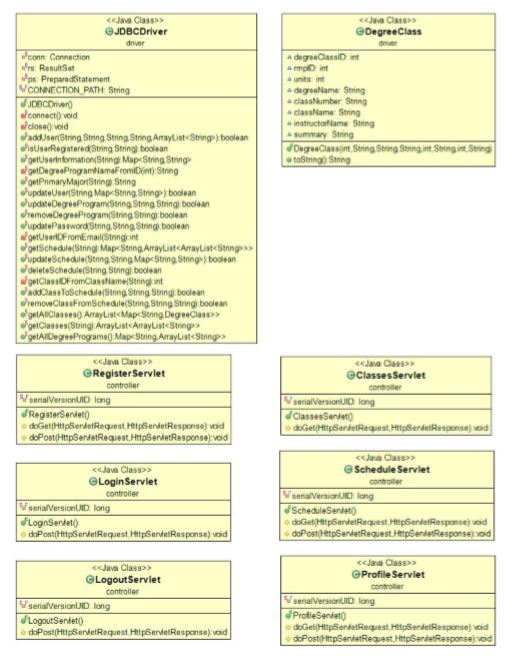 <<Java Class>>
JDBCDriver
driver
conn: Connection
rs: ResultSet
ps: PreparedStatement
CONNECTION_PATH: String
JDBCDriver()
connect():void
close():void
addUser(String,String,String,String,ArrayList<String>):boolean
isUserRegistered(String,String):boolean
getUserInformation(String):Map<String,String>
getDegreeProgramNameFromID(int):String
getPrimaryMajor(String):String
updateUser(String,Map<String,String>):boolean
updateDegreeProgram(String,String):boolean
removeDegreeProgram(String,String):boolean
updatePassword(String,String):boolean
getUserIDFromEmail(String):int
getSchedule(String):Map<String,ArrayList<ArrayList<String>>>
updateSchedule(String,String,Map<String,String>):boolean
deleteSchedule(String,String):boolean
getClassIDFromClassName(String):int
addClassToSchedule(String,String,String):boolean
removeClassFromSchedule(String,String,String):boolean
getAllClasses():ArrayList<Map<String,DegreeClass>>
getClasses(String):ArrayList<ArrayList<String>>
getAllDegreePrograms():Map<String,ArrayList<String>>
<<Java Class>>
DegreeClass
driver
degreeClassID: int
rmpID: int
units: int
degreeName: String
classNumber: String
className: String
instructorName: String
summary: String
DegreeClass(int,String,String,String,int,String,int,String)
toString():String
<<Java Class>>
RegisterServlet
controller
serialVersionUID: long
RegisterServlet()
doGet(HttpServletRequest,HttpServletResponse):void
doPost(HttpServletRequest,HttpServletResponse):void
<<Java Class>>
ClassesServlet
controller
serialVersionUID: long
ClassesServlet()
doGet(HttpServletRequest,HttpServletResponse):void
<<Java Class>>
LoginServlet
controller
serialVersionUID: long
LoginServlet()
doPost(HttpServletRequest,HttpServletResponse):void
<<Java Class>>
ScheduleServlet
controller
serialVersionUID: long
ScheduleServlet()
doGet(HttpServletRequest,HttpServletResponse):void
doPost(HttpServletRequest,HttpServletResponse):void
<<Java Class>>
LogoutServlet
controller
serialVersionUID: long
LogoutServlet()
doPost(HttpServletRequest,HttpServletResponse):void
<<Java Class>>
ProfileServlet
controller
serialVersionUID: long
ProfileServlet()
doGet(HttpServletRequest,HttpServletResponse):void
doPost(HttpServletRequest,HttpServletResponse):void